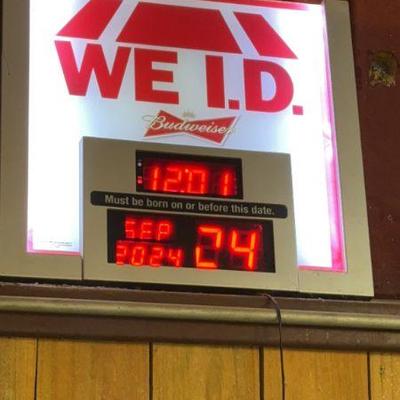 WE I.D.
Budweiser
12:01
Must be born on or before this date.
SEP 24
2024